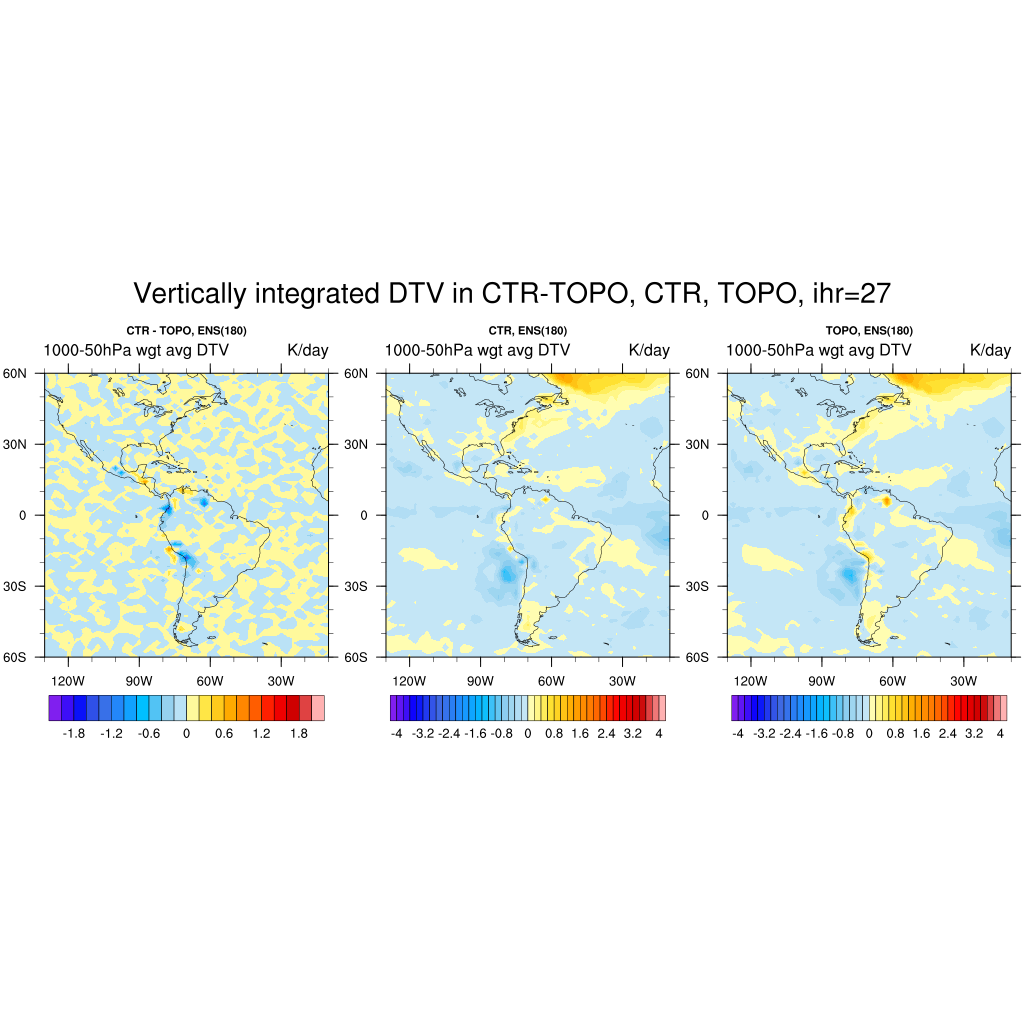 Vertically integrated DTV in CTR-TOPO, CTR, TOPO, ihr=27
CTR - TOPO, ENS(180)
1000-50hPa wgt avg DTV K/day
60N
30N
0
30S
60S
120W 90W 60W 30W
-1.8 -1.2 -0.6 0 0.6 1.2 1.8
CTR, ENS(180)
1000-50hPa wgt avg DTV K/day
60N
30N
0
30S
60S
120W 90W 60W 30W
-4 -3.2 -2.4 -1.6 -0.8 0 0.8 1.6 2.4 3.2 4
TOPO, ENS(180)
1000-50hPa wgt avg DTV K/day
60N
30N
0
30S
60S
120W 90W 60W 30W
-4 -3.2 -2.4 -1.6 -0.8 0 0.8 1.6 2.4 3.2 4